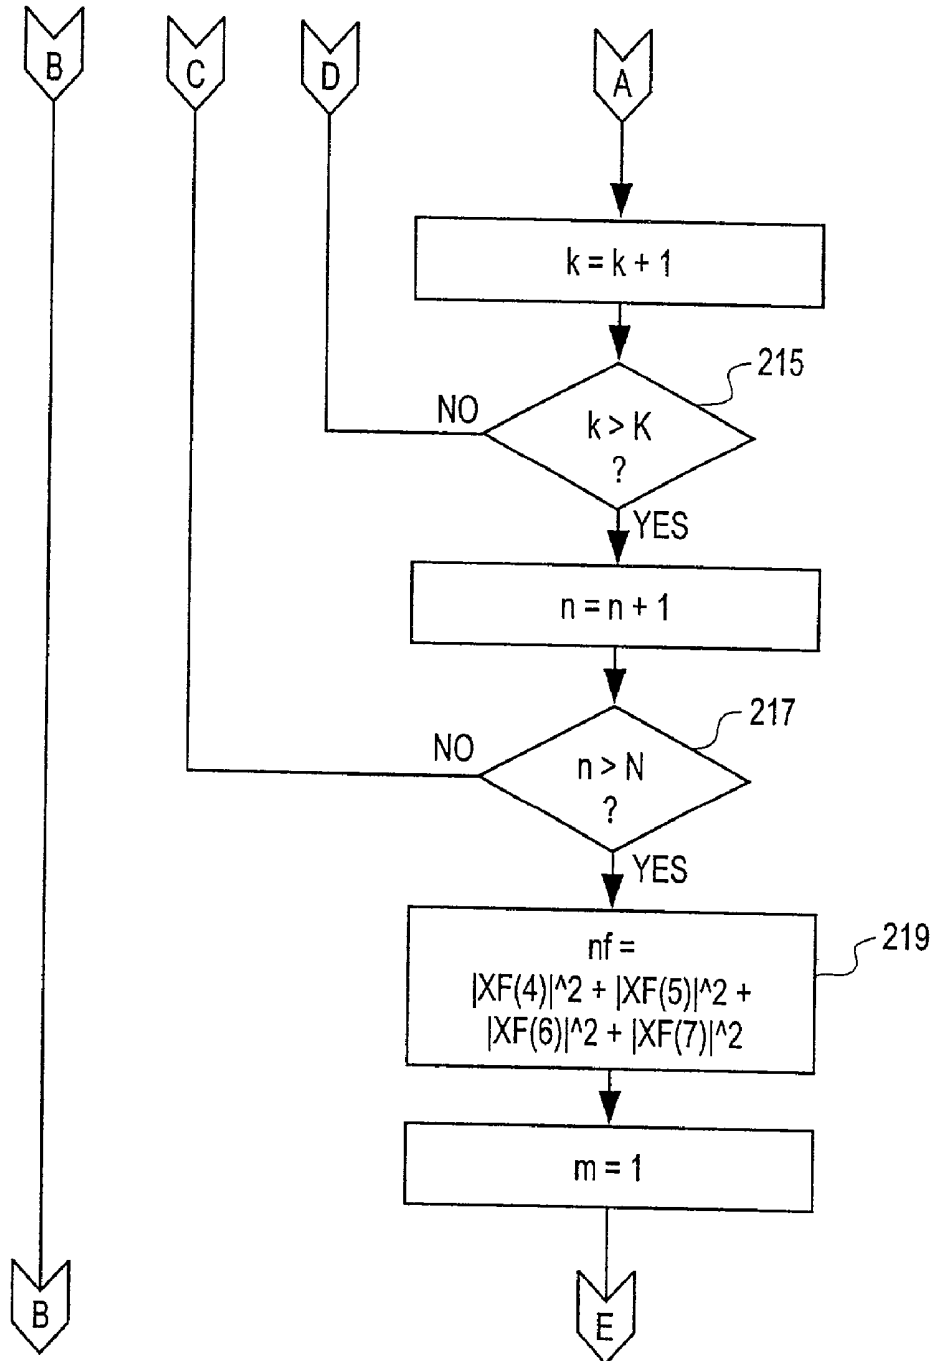 B
C
D
A
k = k + 1
215
NO
k > K
?
YES
n = n + 1
217
NO
n > N
?
YES
219
nf =
|XF(4)|^2 + |XF(5)|^2 +
|XF(6)|^2 + |XF(7)|^2
m = 1
B
E